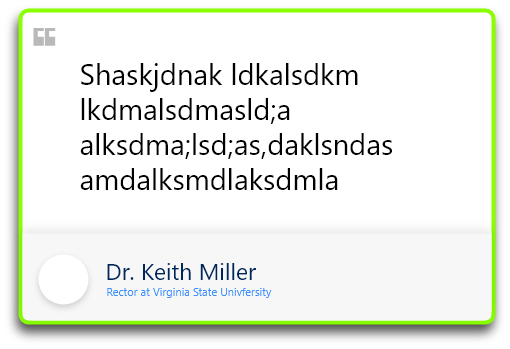 Shaskjdnak ldkalsdkm
lkdmalsdmasld;a
alksdma;lsd;as,daklsndas
amdalksmdlaksdmla
Dr. Keith Miller
Rector at Virginia State Univfersity